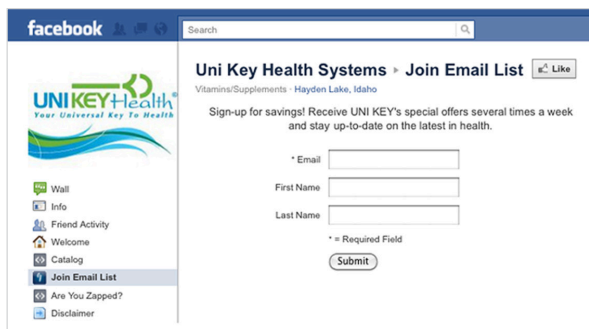 facebook
Search
Uni Key Health Systems ▸ Join Email List
Like
Vitamins/Supplements · Hayden Lake, Idaho
UNI KEY Health®
Your Universal Key To Health
Sign-up for savings! Receive UNI KEY's special offers several times a week
and stay up-to-date on the latest in health.
* Email
First Name
Last Name
* = Required Field
Submit
Wall
Info
Friend Activity
Welcome
Catalog
Join Email List
Are You Zapped?
Disclaimer